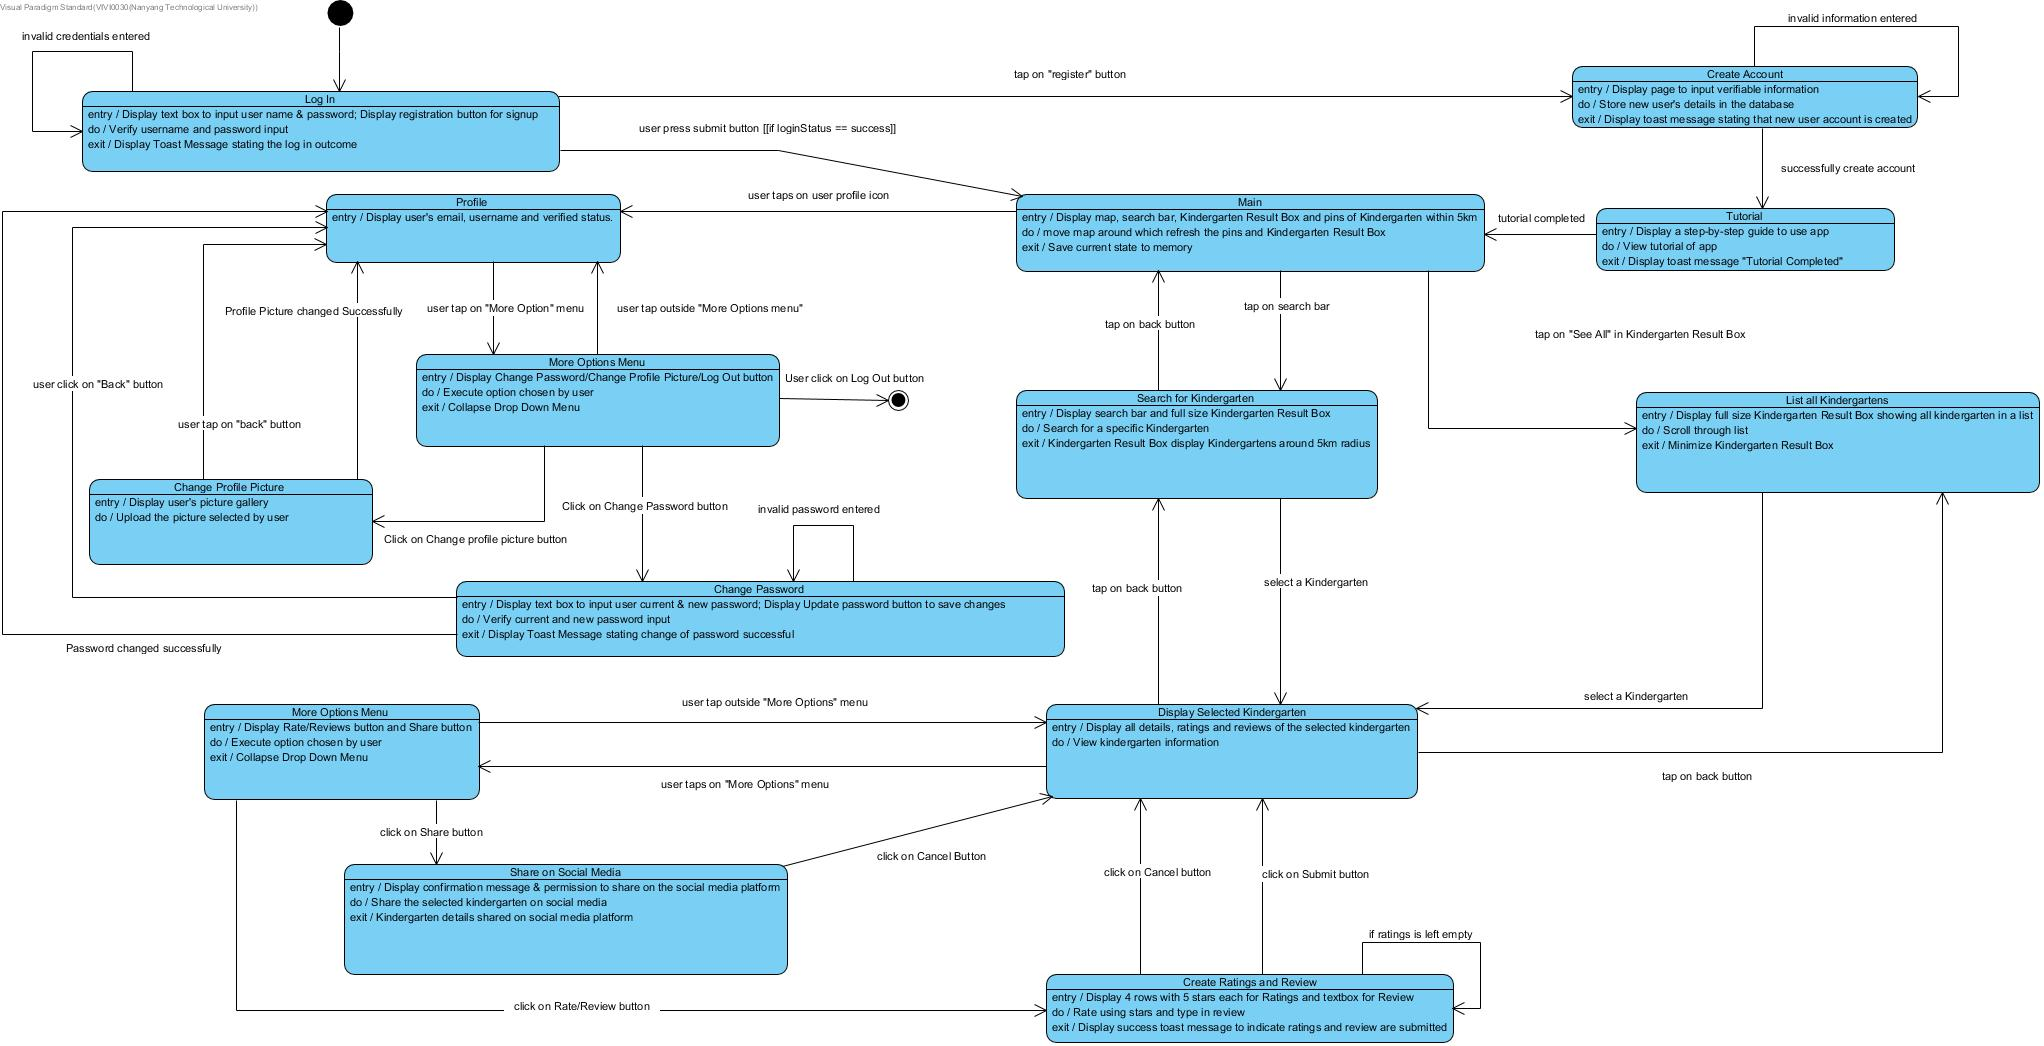 Visual Paradigm Standard(VIVI0030(Nanyang Technological University))
invalid credentials entered
invalid information entered
tap on "register" button
Log In
entry / Display text box to input user name & password; Display registration button for signup
do / Verify username and password input
exit / Display Toast Message stating the log in outcome
Create Account
entry / Display page to input verifiable information
do / Store new user's details in the database
exit / Display toast message stating that new user account is created
user press submit button [[if loginStatus == success]]
successfully create account
user taps on user profile icon
Profile
entry / Display user's email, username and verified status.
Main
entry / Display map, search bar, Kindergarten Result Box and pins of Kindergarten within 5km
do / move map around which refresh the pins and Kindergarten Result Box
exit / Save current state to memory
tutorial completed
Tutorial
entry / Display a step-by-step guide to use app
do / View tutorial of app
exit / Display toast message "Tutorial Completed"
Profile Picture changed Successfully
user tap on "More Option" menu
user tap outside "More Options menu"
tap on back button
tap on search bar
tap on "See All" in Kindergarten Result Box
user click on "Back" button
More Options Menu
entry / Display Change Password/Change Profile Picture/Log Out button
do / Execute option chosen by user
exit / Collapse Drop Down Menu
User click on Log Out button
Search for Kindergarten
entry / Display search bar and full size Kindergarten Result Box
do / Search for a specific Kindergarten
exit / Kindergarten Result Box display Kindergartens around 5km radius
List all Kindergartens
entry / Display full size Kindergarten Result Box showing all kindergarten in a list
do / Scroll through list
exit / Minimize Kindergarten Result Box
user tap on "back" button
Change Profile Picture
entry / Display user's picture gallery
do / Upload the picture selected by user
Click on Change Password button
invalid password entered
Click on Change profile picture button
Change Password
entry / Display text box to input user current & new password; Display Update password button to save changes
do / Verify current and new password input
exit / Display Toast Message stating change of password successful
tap on back button
select a Kindergarten
Password changed successfully
user tap outside "More Options" menu
select a Kindergarten
More Options Menu
entry / Display Rate/Reviews button and Share button
do / Execute option chosen by user
exit / Collapse Drop Down Menu
Display Selected Kindergarten
entry / Display all details, ratings and reviews of the selected kindergarten
do / View kindergarten information
user taps on "More Options" menu
tap on back button
click on Share button
click on Cancel Button
Share on Social Media
entry / Display confirmation message & permission to share on the social media platform
do / Share the selected kindergarten on social media
exit / Kindergarten details shared on social media platform
click on Cancel button
click on Submit button
if ratings is left empty
click on Rate/Review button
Create Ratings and Review
entry / Display 4 rows with 5 stars each for Ratings and textbox for Review
do / Rate using stars and type in review
exit / Display success toast message to indicate ratings and review are submitted